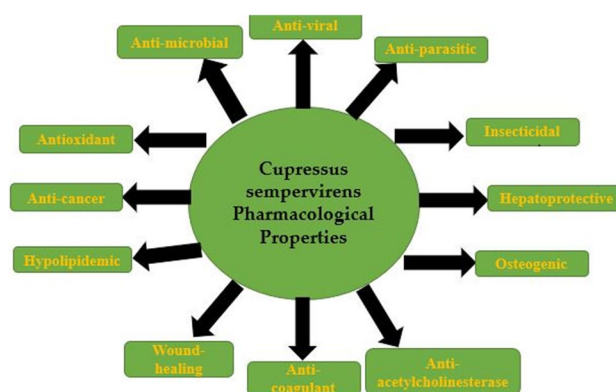 Anti-viral
Anti-microbial
Anti-parasitic
Antioxidant
Insecticidal
Cupressus
sempervirens
Pharmacological
Properties
Anti-cancer
Hepatoprotective
Hypolipidemic
Osteogenic
Wound-
healing
Anti-
coagulant
Anti-
acetylcholinesterase